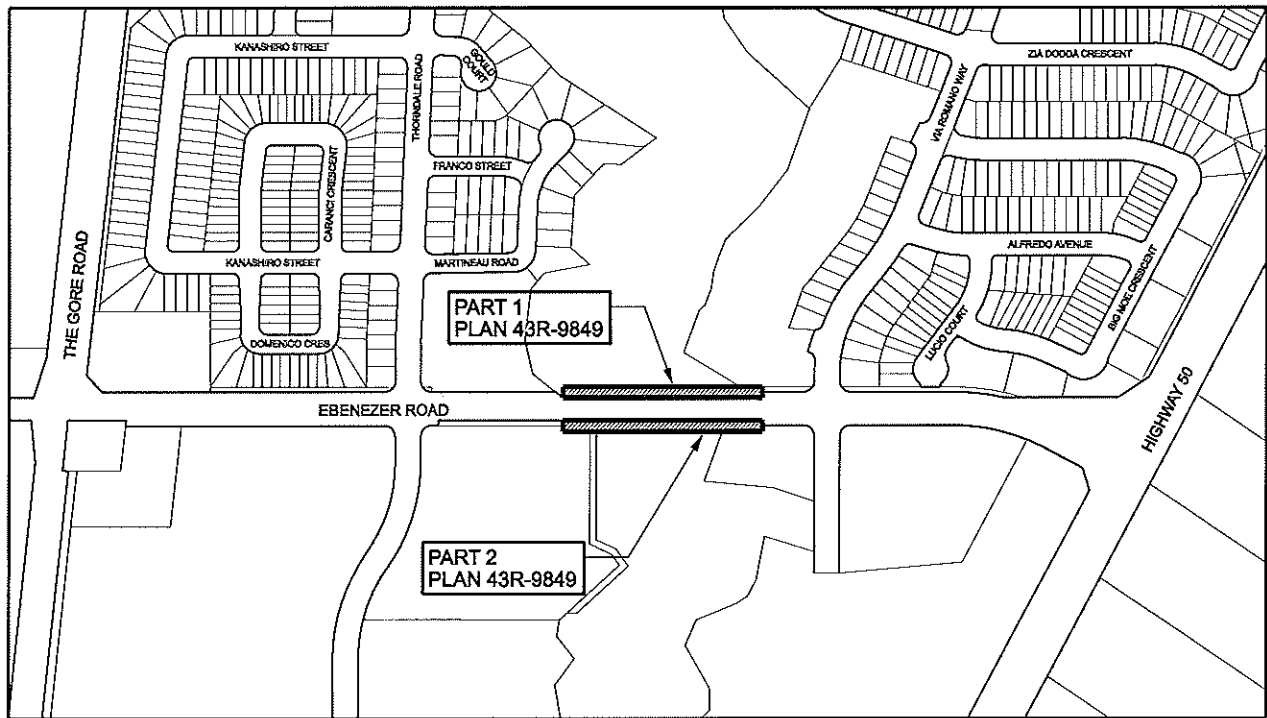 KANASHIRO STREET
GOULD
COURT
THORNDALE ROAD
ZIA DODDA CRESCENT
VIA ROMANO WAY
FRANCO STREET
CARANCI CRESCENT
THE GORE ROAD
KANASHIRO STREET
MARTINEAU ROAD
ALFREDO AVENUE
BIG MOE CRESCENT
LUCIO COURT
DOMENICO CRES
PART 1
PLAN 43R-9849
EBENEZER ROAD
HIGHWAY 50
PART 2
PLAN 43R-9849